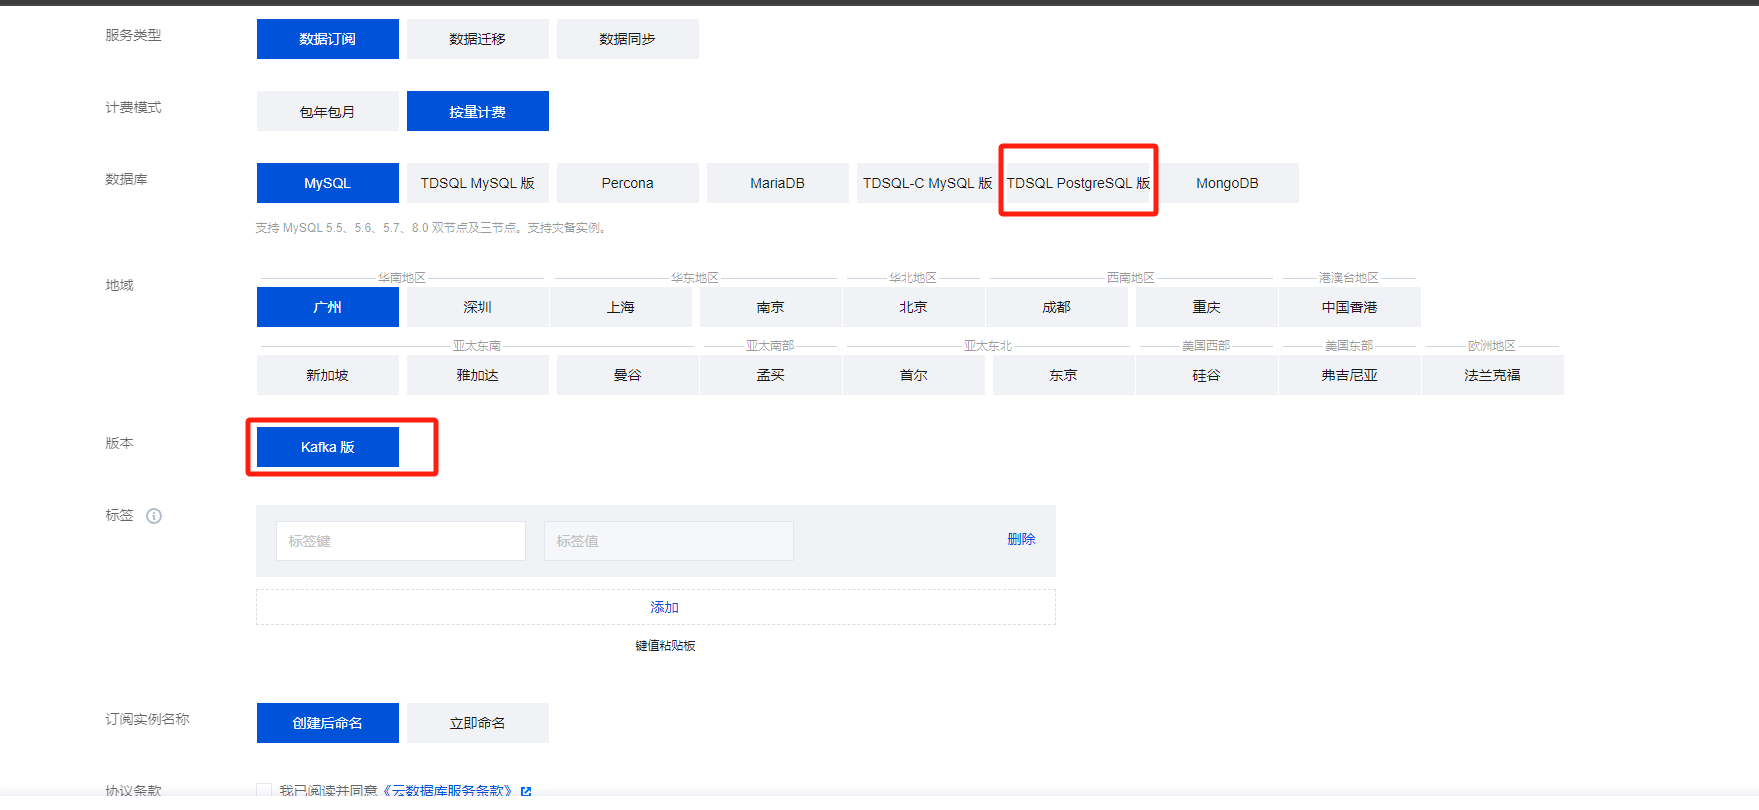 服务类型 数据订阅 数据迁移 数据同步
计费模式 包年包月 按量计费
数据库 MySQL TDSQL MySQL 版 Percona MariaDB TDSQL-C MySQL 版 TDSQL PostgreSQL 版 MongoDB
支持 MySQL 5.5、5.6、5.7、8.0 双节点及三节点。支持灾备实例。
华南地区 华东地区 华北地区 西南地区 港澳台地区
地域 广州 深圳 上海 南京 北京 成都 重庆 中国香港
亚太东南 亚太南部 亚太东北 美国西部 美国东部 欧洲地区
新加坡 雅加达 曼谷 孟买 首尔 东京 硅谷 弗吉尼亚 法兰克福
版本 Kafka 版
标签
标签键 标签值 删除
添加
键值粘贴板
订阅实例名称 创建后命名 立即命名
协议条款 我已阅读并同意《云数据库服务条款》